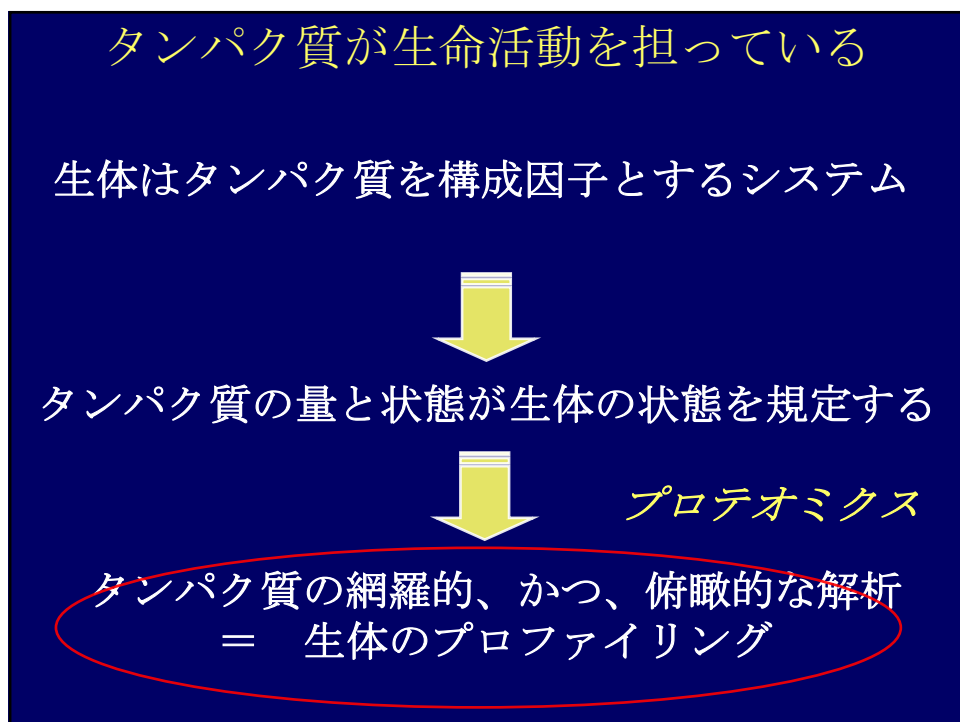 タンパク質が生命活動を担っている
生体はタンパク質を構成因子とするシステム
タンパク質の量と状態が生体の状態を規定する
プロテオミクス
タンパク質の網羅的、かつ、俯瞰的な解析
＝　生体のプロファイリング